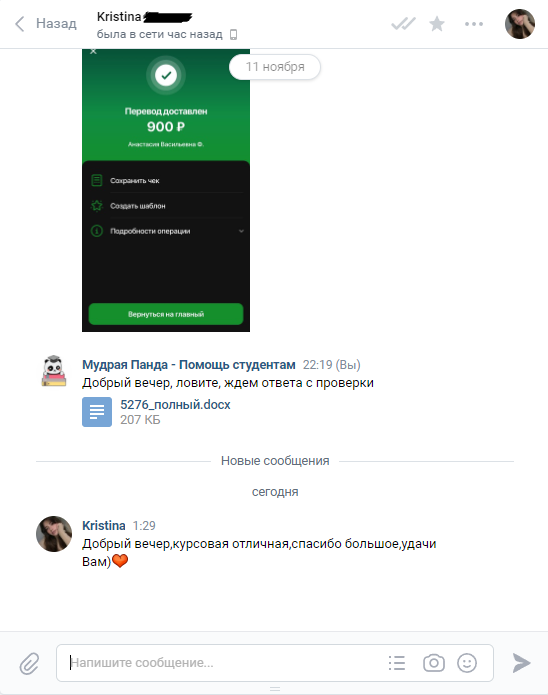 Назад
Kristina
была в сети час назад
11 ноября
Перевод доставлен
900 ₽
Анастасия Васильевна Ф.
Сохранить чек
Создать шаблон
Подробности операции
Вернуться на главный
Мудрая Панда - Помощь студентам 22:19 (Вы)
Добрый вечер, ловите, ждем ответа с проверки
5276_полный.docx
207 КБ
Новые сообщения
сегодня
Kristina 1:29
Добрый вечер,курсовая отличная,спасибо большое,удачи
Вам)❤
Напишите сообщение...